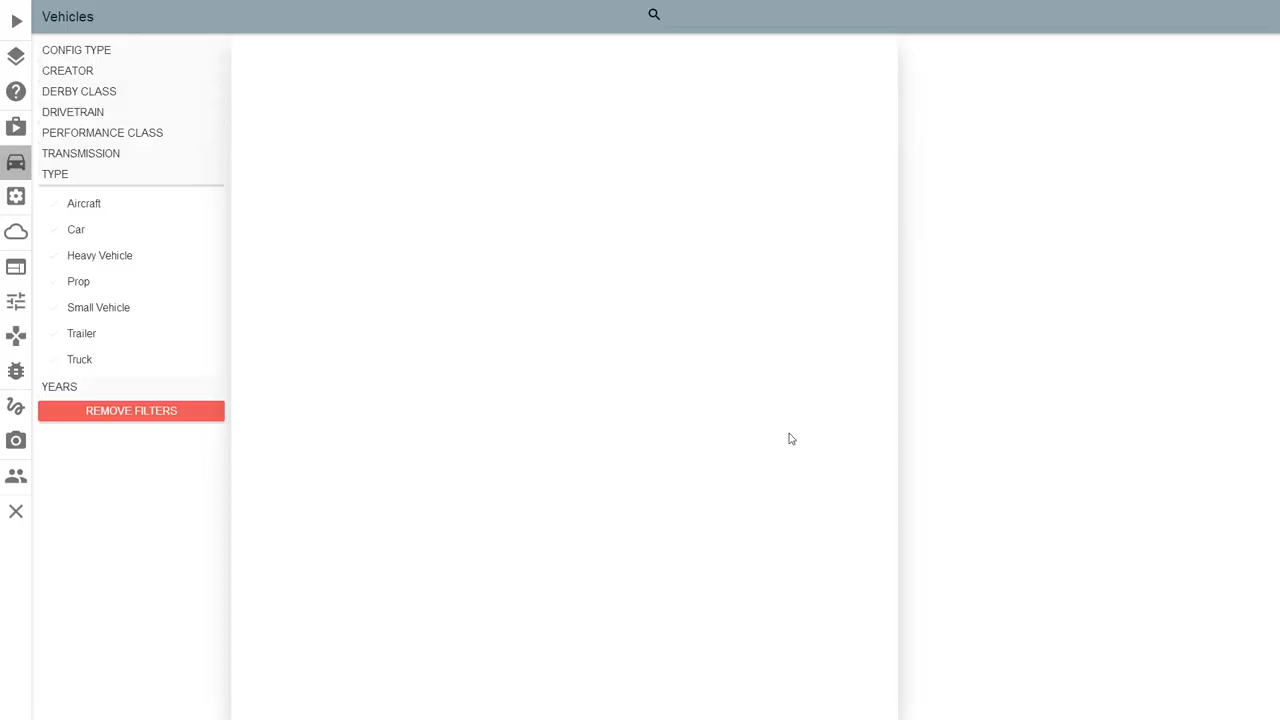 Vehicles
CONFIG TYPE
CREATOR
DERBY CLASS
DRIVETRAIN
PERFORMANCE CLASS
TRANSMISSION
TYPE
Aircraft
Car
Heavy Vehicle
Prop
Small Vehicle
Trailer
Truck
YEARS
REMOVE FILTERS